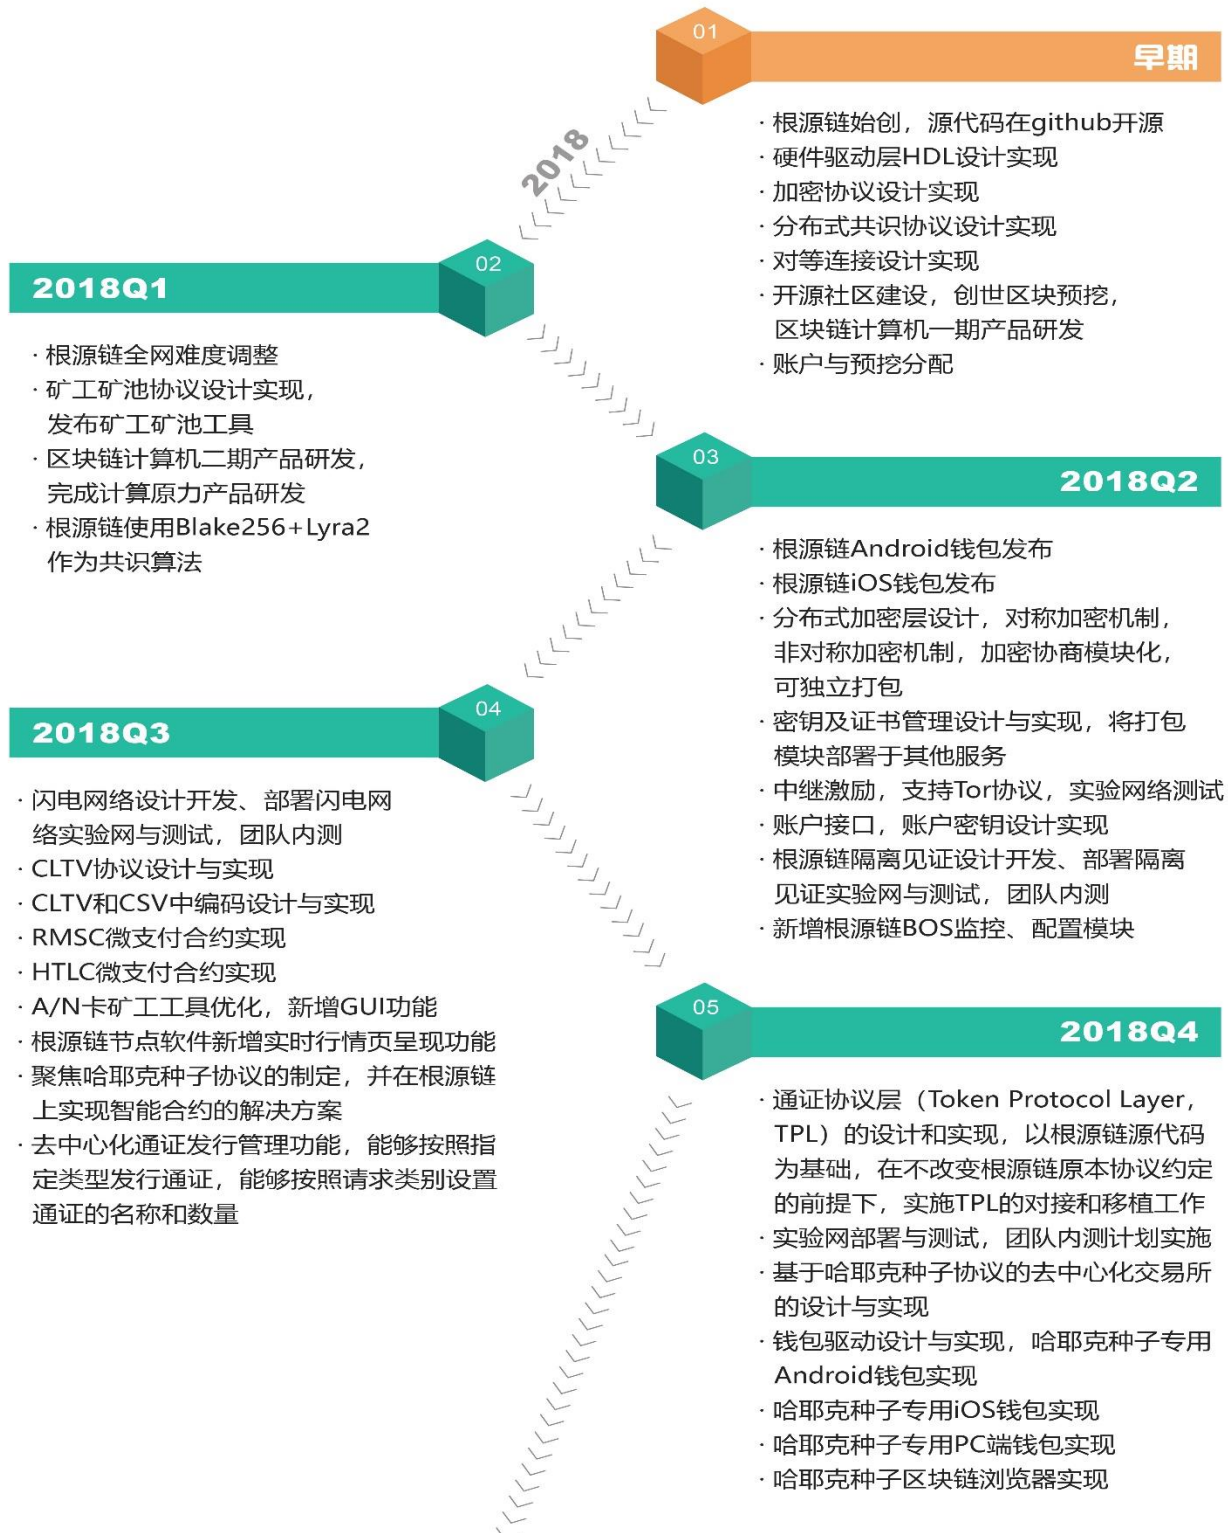 01
早期
· 根源链始创，源代码在github开源
· 硬件驱动层HDL设计实现
· 加密协议设计实现
· 分布式共识协议设计实现
· 对等连接设计实现
· 开源社区建设，创世区块预挖，
区块链计算机一期产品研发
· 账户与预挖分配
2018
02
2018Q1
· 根源链全网难度调整
· 矿工矿池协议设计实现，
发布矿工矿池工具
· 区块链计算机二期产品研发，
完成计算原力产品研发
· 根源链使用Blake256+Lyra2
作为共识算法
03
2018Q2
· 根源链Android钱包发布
· 根源链iOS钱包发布
· 分布式加密层设计，对称加密机制，
非对称加密机制，加密协商模块化，
可独立打包
· 密钥及证书管理设计与实现，将打包
模块部署于其他服务
· 中继激励，支持Tor协议，实验网络测试
· 账户接口，账户密钥设计实现
· 根源链隔离见证设计开发、部署隔离
见证实验网与测试，团队内测
· 新增根源链BOS监控、配置模块
04
2018Q3
· 闪电网络设计开发、部署闪电网
络实验网与测试，团队内测
· CLTV协议设计与实现
· CLTV和CSV中编码设计与实现
· RMSC微支付合约实现
· HTLC微支付合约实现
· A/N卡矿工工具优化，新增GUI功能
· 根源链节点软件新增实时行情页呈现功能
· 聚焦哈耶克种子协议的制定，并在根源链
上实现智能合约的解决方案
· 去中心化通证发行管理功能，能够按照指
定类型发行通证，能够按照请求类别设置
通证的名称和数量
05
2018Q4
· 通证协议层（Token Protocol Layer，
TPL）的设计和实现，以根源链源代码
为基础，在不改变根源链原本协议约定
的前提下，实施TPL的对接和移植工作
· 实验网部署与测试，团队内测计划实施
· 基于哈耶克种子协议的去中心化交易所
的设计与实现
· 钱包驱动设计与实现，哈耶克种子专用
Android钱包实现
· 哈耶克种子专用iOS钱包实现
· 哈耶克种子专用PC端钱包实现
· 哈耶克种子区块链浏览器实现